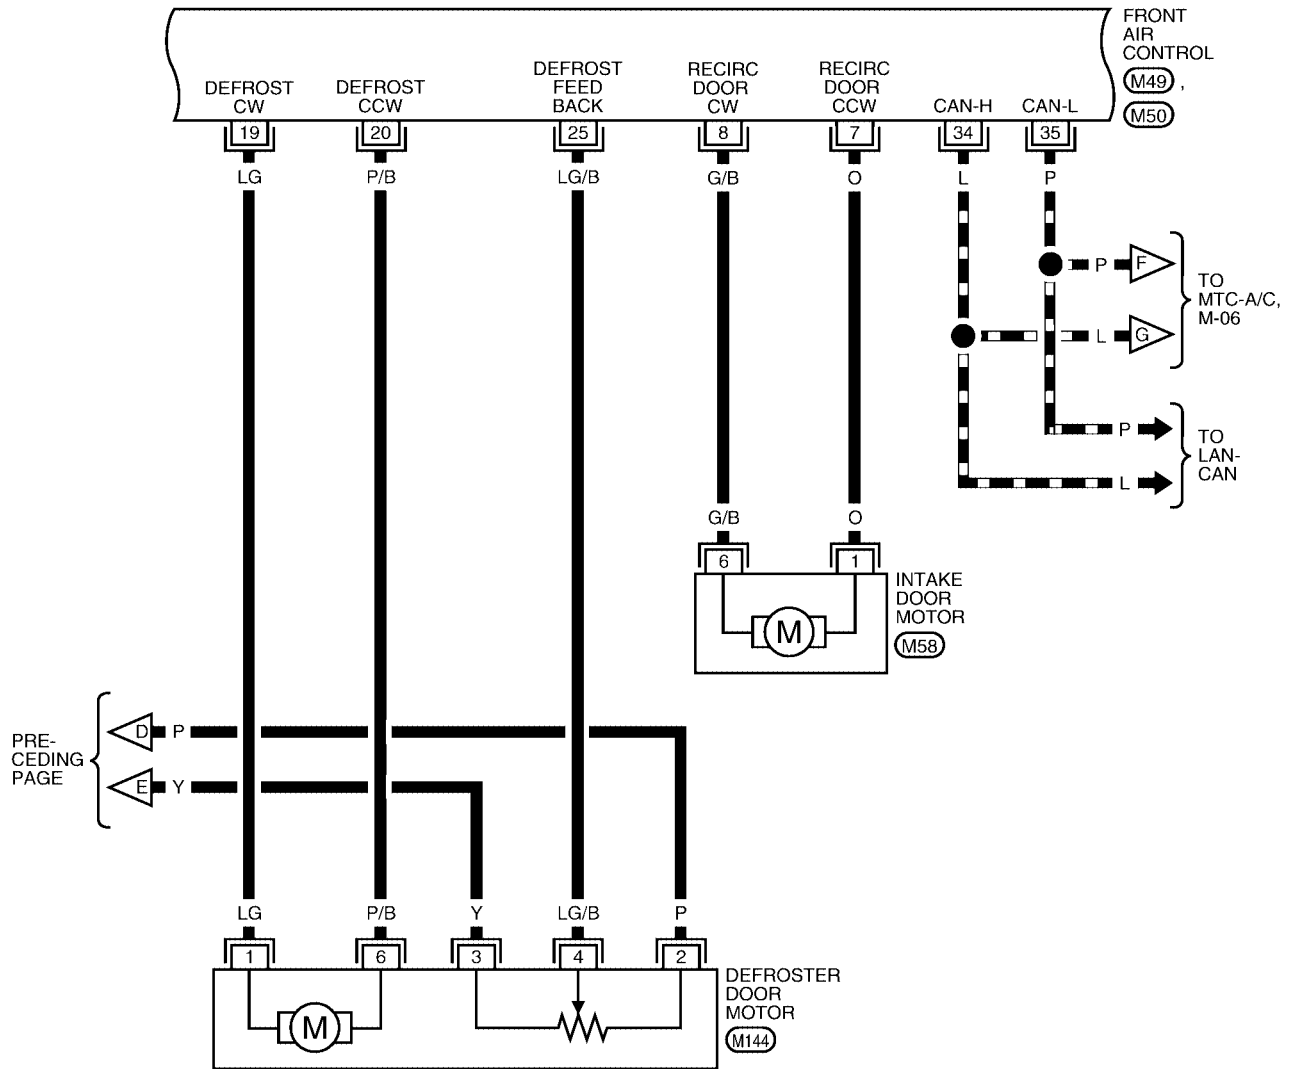 FRONT
AIR
CONTROL
M49 ,
M50
DEFROST
CW
DEFROST
CCW
DEFROST
FEED
BACK
RECIRC
DOOR
CW
RECIRC
DOOR
CCW
CAN-H
CAN-L
19 20 25 8 7 34 35
LG P/B LG/B G/B O L P
P F
L G
TO
MTC-A/C,
M-06
P
L
TO
LAN-
CAN
G/B O
6 1
M
INTAKE
DOOR
MOTOR
M58
PRE-
CEDING
PAGE
D P
E Y
LG P/B Y LG/B P
1 6 3 4 2
M
DEFROSTER
DOOR
MOTOR
M144